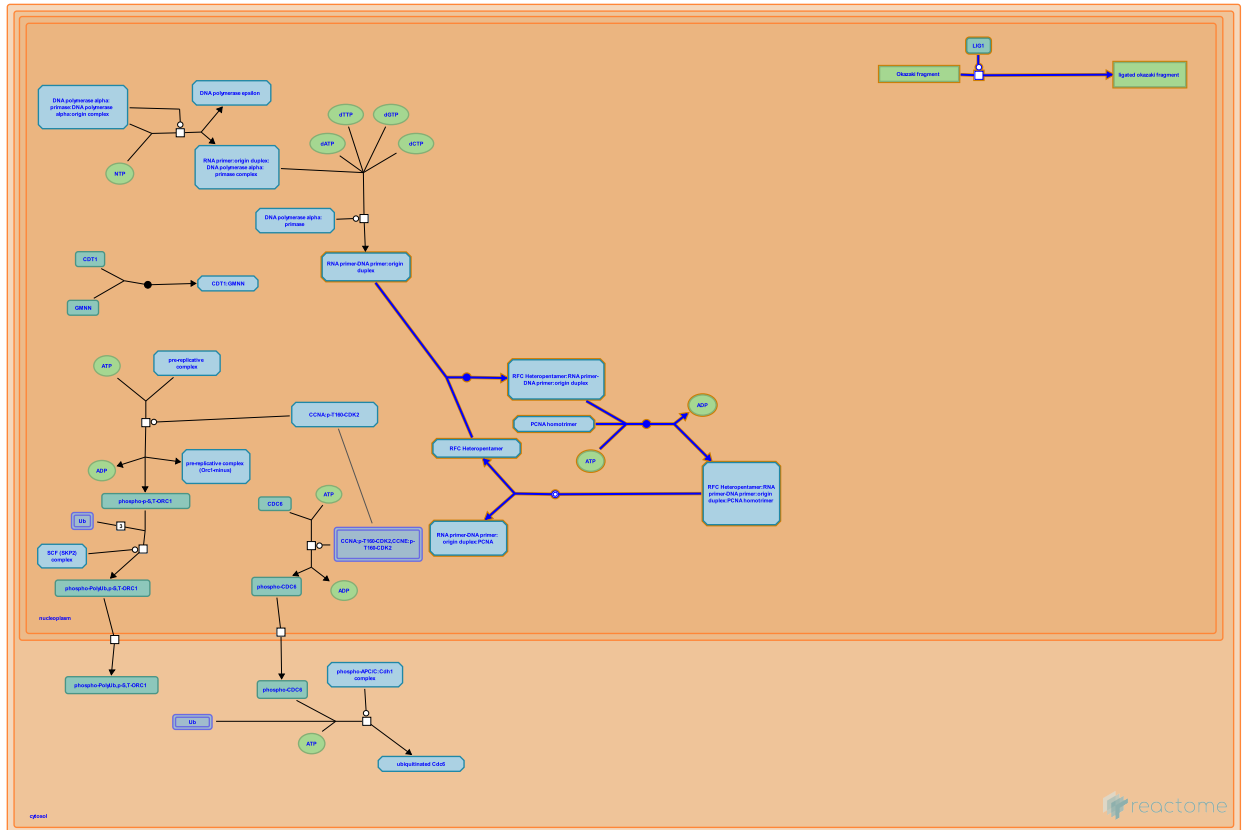 LIG1
Okazaki fragment
ligated okazaki fragment
DNA polymerase alpha:
primase:DNA polymerase
alpha:origin complex
DNA polymerase epsilon
NTP
RNA primer:origin duplex:
DNA polymerase alpha:
primase complex
dTTP
dGTP
dATP
dCTP
DNA polymerase alpha:
primase
RNA primer-DNA primer:origin
duplex
CDT1
GMNN
CDT1:GMNN
ATP
pre-replicative
complex
CCNA:p-T160-CDK2
ADP
pre-replicative complex
(Orc1-minus)
phospho-p-S,T-ORC1
Ub
3
SCF (SKP2)
complex
phospho-PolyUb,p-S,T-ORC1
CDC6
ATP
CCNA:p-T160-CDK2,CCNE:p-
T160-CDK2
phospho-CDC6
ADP
RFC Heteropentamer:RNA primer-
DNA primer:origin duplex
PCNA homotrimer
ATP
ADP
RFC Heteropentamer
RFC Heteropentamer:RNA
primer-DNA primer:origin
duplex:PCNA homotrimer
RNA primer-DNA primer:
origin duplex:PCNA
nucleoplasm
phospho-PolyUb,p-S,T-ORC1
phospho-CDC6
phospho-APC/C:Cdh1
complex
Ub
ATP
ubiquitinated Cdc6
cytosol
reactome